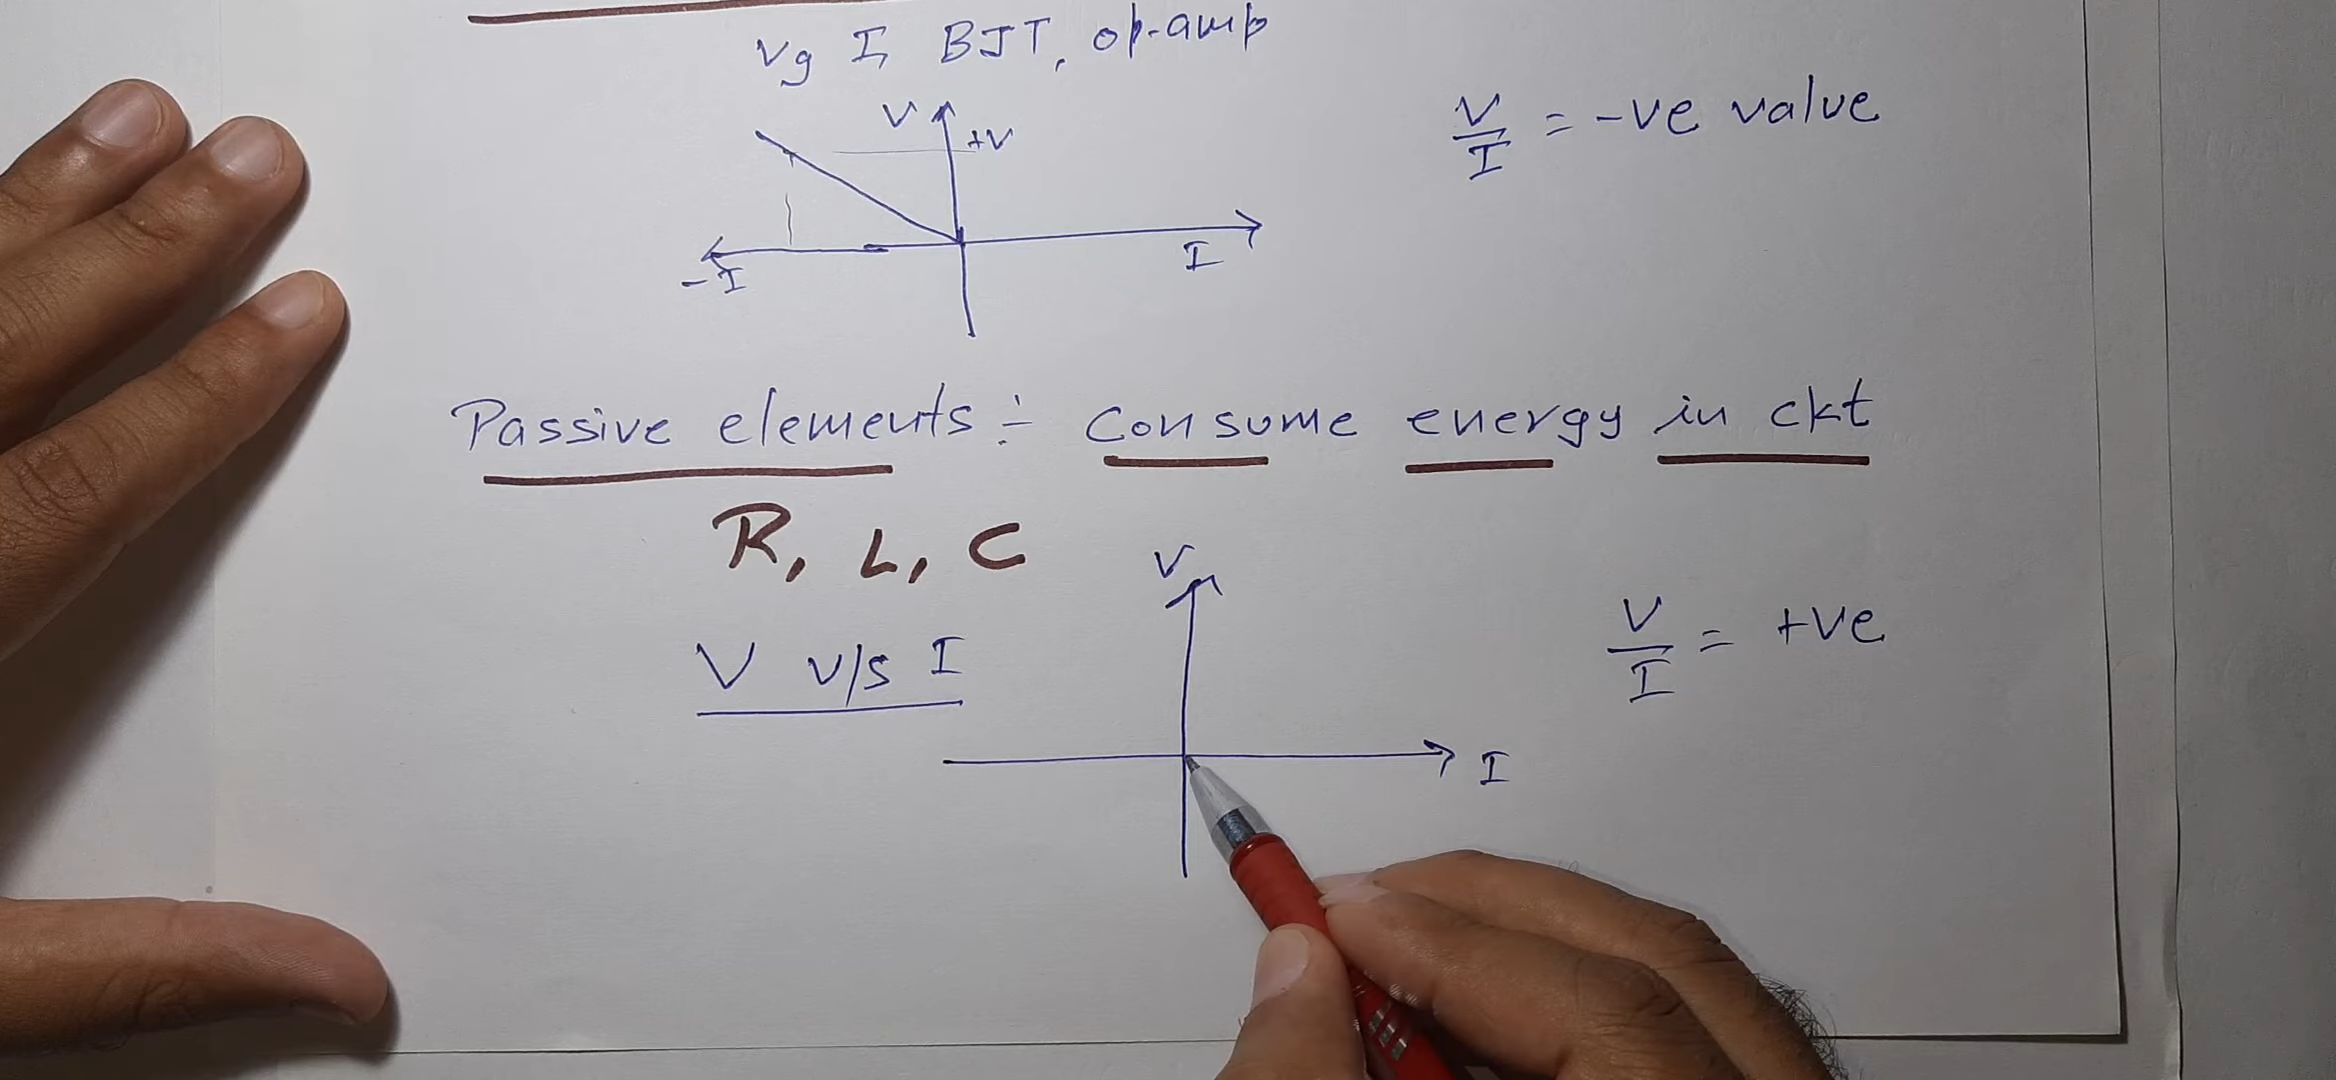 Vg I, BJT, op-amp
V
+V
V/I = -ve value
-I
I
Passive elements :- Consume energy in ckt
R, L, C
V
V v/s I
V/I = +ve
I